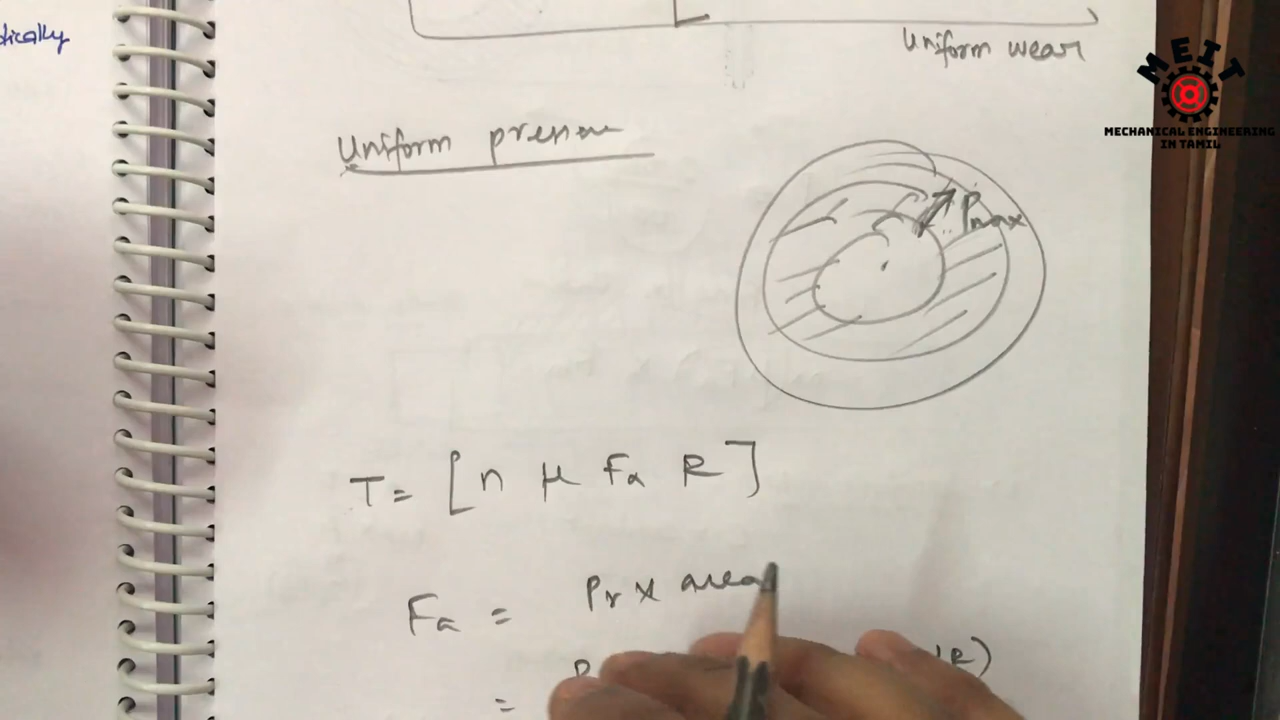 Uniform wear
MEIT
MECHANICAL ENGINEERING
IN TAMIL
Uniform pressure
Pmax
T = [n μ Fa R]
Fa = Pr x area
=
R)